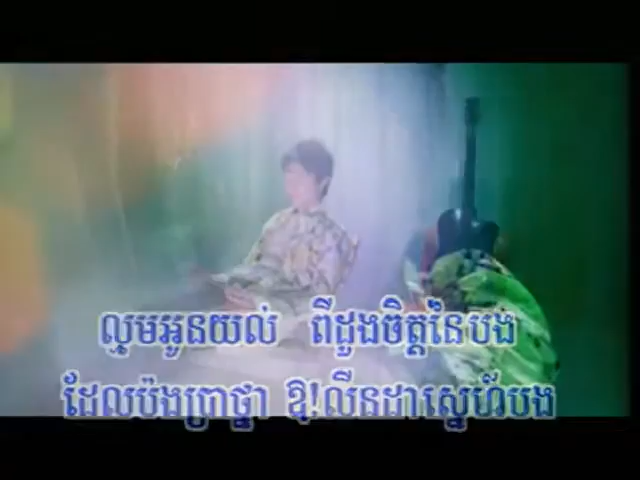 ល្មមអូនយល់ ពីដួងចិត្តនៃបង
ដែលប៉ងប្រាថ្នា ឱ!លីនដាស្នេហ៍បង